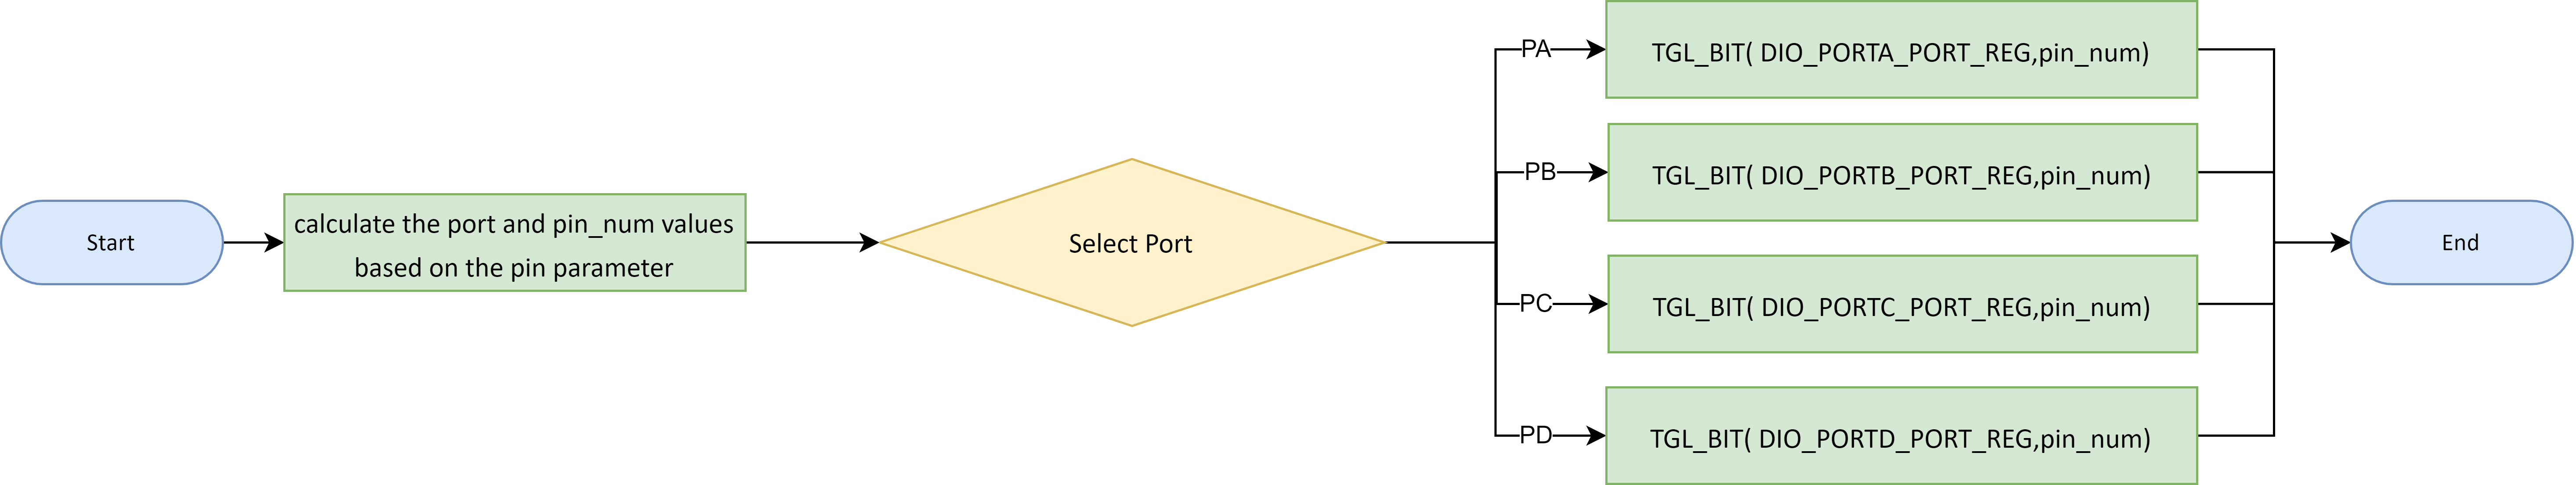 Start
calculate the port and pin_num values
based on the pin parameter
Select Port
PA
TGL_BIT( DIO_PORTA_PORT_REG,pin_num)
PB
TGL_BIT( DIO_PORTB_PORT_REG,pin_num)
PC
TGL_BIT( DIO_PORTC_PORT_REG,pin_num)
PD
TGL_BIT( DIO_PORTD_PORT_REG,pin_num)
End